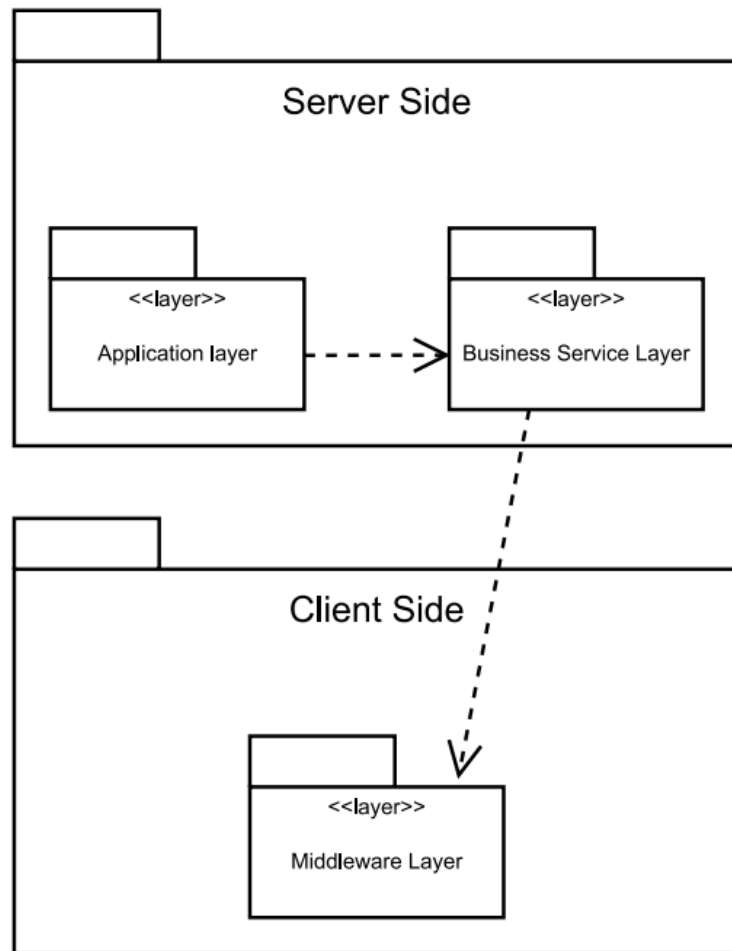 Server Side
<<layer>>
Application layer
<<layer>>
Business Service Layer
Client Side
<<layer>>
Middleware Layer